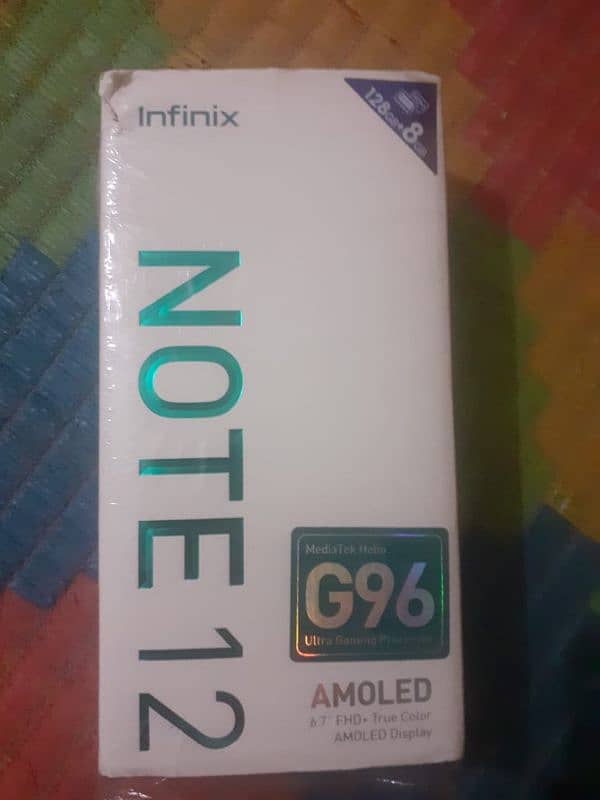 Infinix
128GB+8GB
NOTE 12
MediaTek Helio
G96
Ultra Gaming Processor
AMOLED
6.7" FHD+ True Color
AMOLED Display